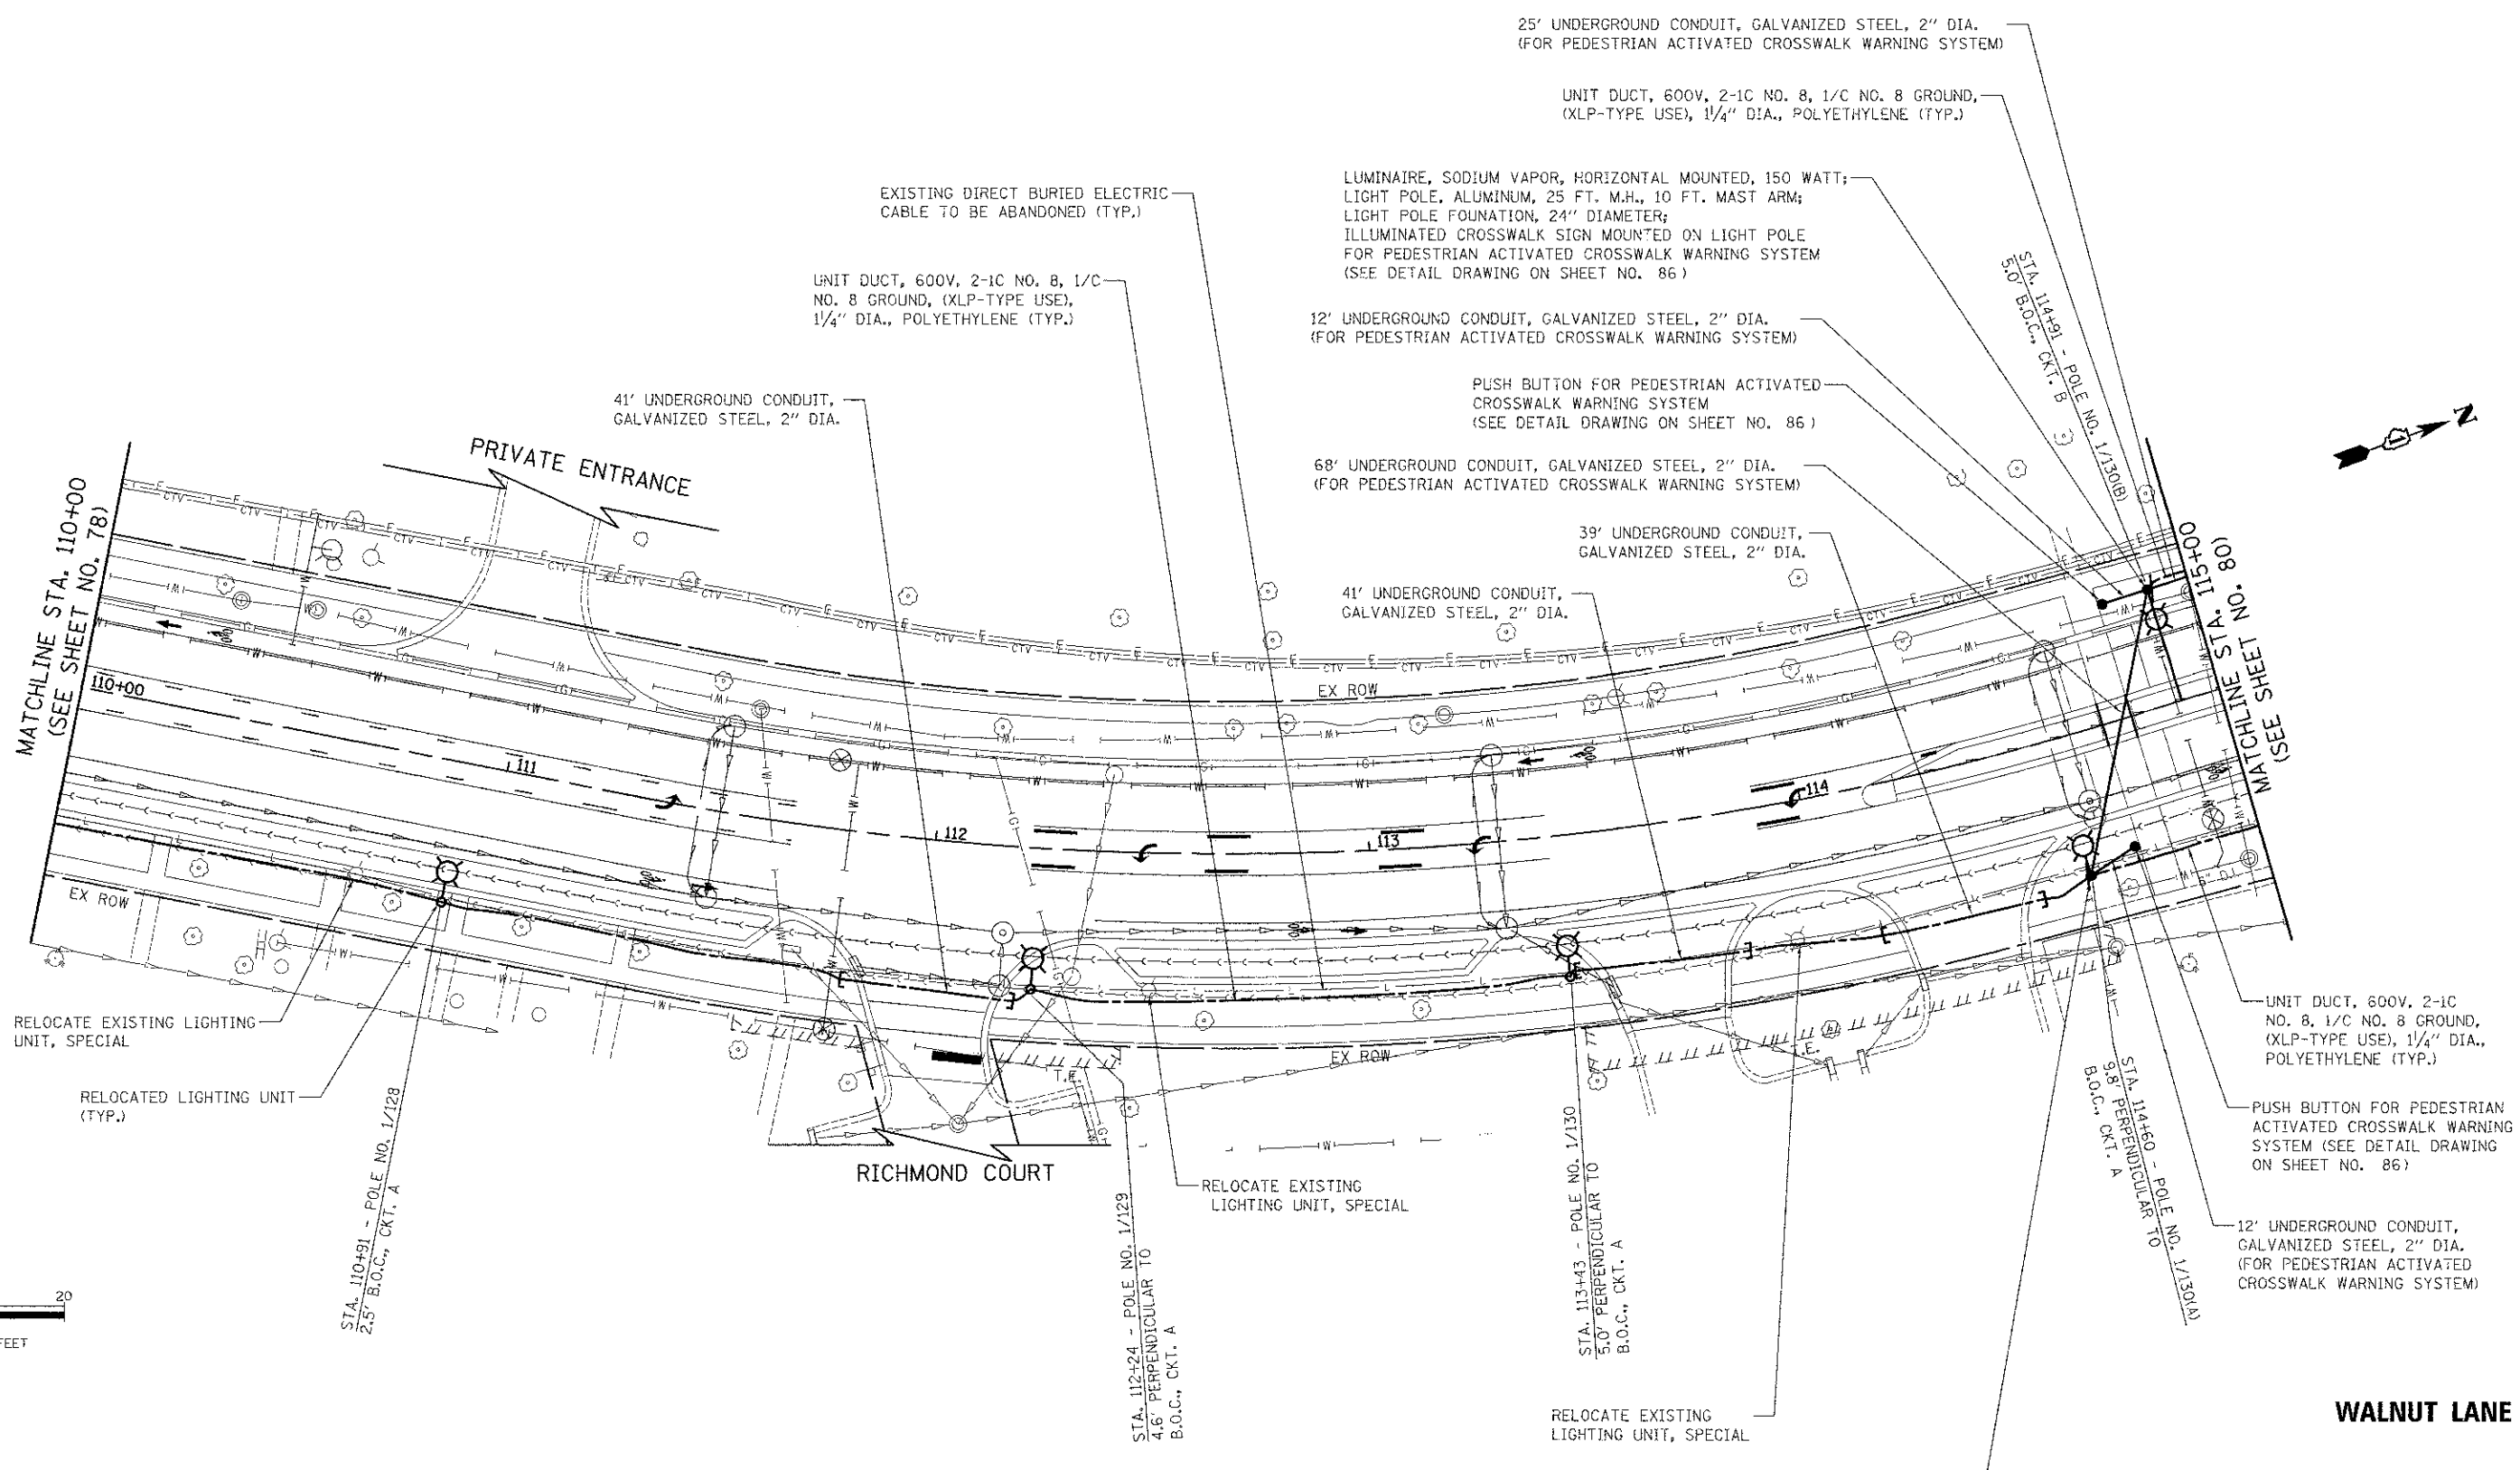 25' UNDERGROUND CONDUIT, GALVANIZED STEEL, 2" DIA.
(FOR PEDESTRIAN ACTIVATED CROSSWALK WARNING SYSTEM)
UNIT DUCT, 600V, 2-1C NO. 8, 1/C NO. 8 GROUND,
(XLP-TYPE USE), 1 1/4" DIA., POLYETHYLENE (TYP.)
LUMINAIRE, SODIUM VAPOR, HORIZONTAL MOUNTED, 150 WATT;
LIGHT POLE, ALUMINUM, 25 FT. M.H., 10 FT. MAST ARM;
LIGHT POLE FOUNATION, 24" DIAMETER;
ILLUMINATED CROSSWALK SIGN MOUNTED ON LIGHT POLE
FOR PEDESTRIAN ACTIVATED CROSSWALK WARNING SYSTEM
(SEE DETAIL DRAWING ON SHEET NO. 86 )
EXISTING DIRECT BURIED ELECTRIC
CABLE TO BE ABANDONED (TYP.)
UNIT DUCT, 600V, 2-1C NO. 8, 1/C
NO. 8 GROUND, (XLP-TYPE USE),
1 1/4" DIA., POLYETHYLENE (TYP.)
12' UNDERGROUND CONDUIT, GALVANIZED STEEL, 2" DIA.
(FOR PEDESTRIAN ACTIVATED CROSSWALK WARNING SYSTEM)
STA. 114+91 - POLE NO. 1/130(B)
5.0' B.O.C., CKT. B
41' UNDERGROUND CONDUIT,
GALVANIZED STEEL, 2" DIA.
PUSH BUTTON FOR PEDESTRIAN ACTIVATED
CROSSWALK WARNING SYSTEM
(SEE DETAIL DRAWING ON SHEET NO. 86 )
N
PRIVATE ENTRANCE
68' UNDERGROUND CONDUIT, GALVANIZED STEEL, 2" DIA.
(FOR PEDESTRIAN ACTIVATED CROSSWALK WARNING SYSTEM)
39' UNDERGROUND CONDUIT,
GALVANIZED STEEL, 2" DIA.
41' UNDERGROUND CONDUIT,
GALVANIZED STEEL, 2" DIA.
MATCHLINE STA. 110+00
(SEE SHEET NO. 78)
MATCHLINE STA. 115+00
(SEE SHEET NO. 80)
110+00
111
112
113
114
EX ROW
EX ROW
EX ROW
T.E.
T.E.
RELOCATE EXISTING LIGHTING
UNIT, SPECIAL
RELOCATED LIGHTING UNIT
(TYP.)
STA. 110+91 - POLE NO. 1/128
2.5' B.O.C., CKT. A
RICHMOND COURT
RELOCATE EXISTING
LIGHTING UNIT, SPECIAL
STA. 112+24 - POLE NO. 1/129
4.6' PERPENDICULAR TO
B.O.C., CKT. A
STA. 113+43 - POLE NO. 1/130
5.0' PERPENDICULAR TO
B.O.C., CKT. A
STA. 114+60 - POLE NO. 1/130(A)
9.8' PERPENDICULAR TO
B.O.C., CKT. A
UNIT DUCT, 600V, 2-1C
NO. 8, 1/C NO. 8 GROUND,
(XLP-TYPE USE), 1 1/4" DIA.,
POLYETHYLENE (TYP.)
PUSH BUTTON FOR PEDESTRIAN
ACTIVATED CROSSWALK WARNING
SYSTEM (SEE DETAIL DRAWING
ON SHEET NO. 86)
12' UNDERGROUND CONDUIT,
GALVANIZED STEEL, 2" DIA.
(FOR PEDESTRIAN ACTIVATED
CROSSWALK WARNING SYSTEM)
RELOCATE EXISTING
LIGHTING UNIT, SPECIAL
20
FEET
WALNUT LANE